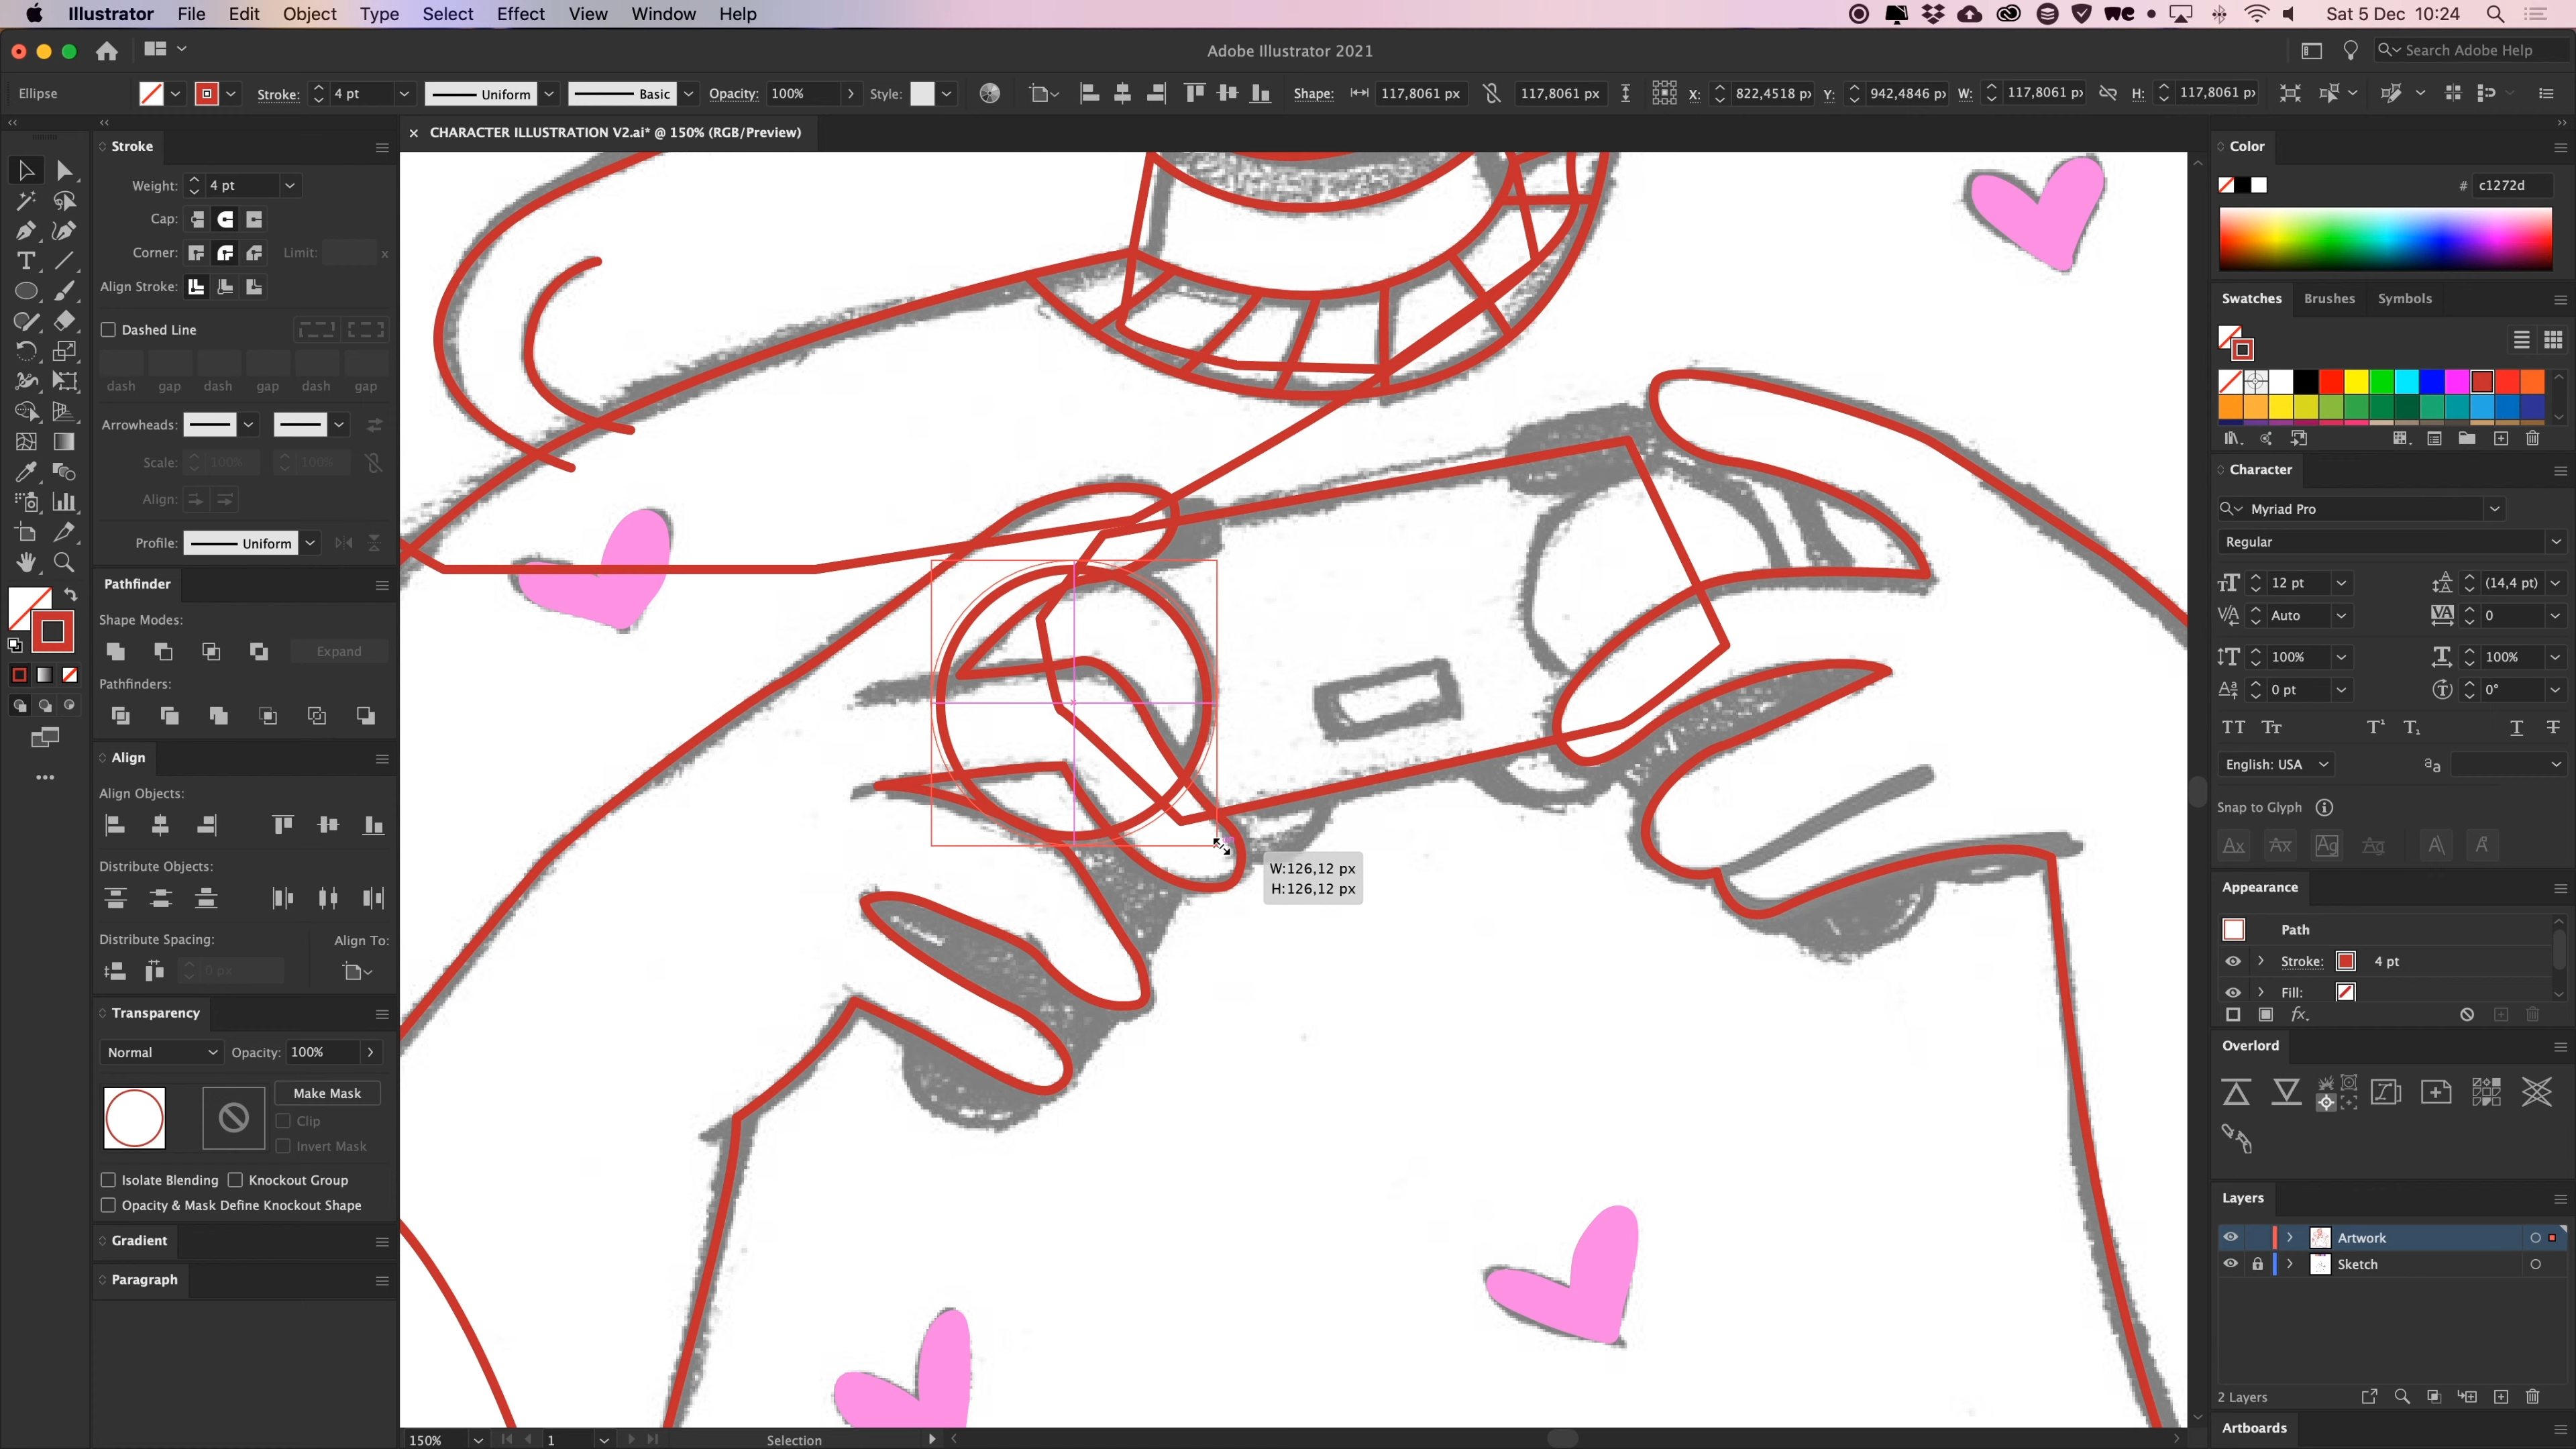 Illustrator File Edit Object Type Select Effect View Window Help Sat 5 Dec 10:24
Adobe Illustrator 2021 Search Adobe Help
Ellipse Stroke: 4 pt Uniform Basic Opacity: 100% Style: Shape: 117,8061 px 117,8061 px X: 822,4518 p Y: 942,4846 p W: 117,8061 p H: 117,8061 p
CHARACTER ILLUSTRATION V2.ai* @ 150% (RGB/Preview)
Stroke
Weight: 4 pt
Cap:
Corner: Limit: x
Align Stroke:
Dashed Line
dash gap dash gap dash gap
Arrowheads:
Scale: 100% 100%
Align:
Profile: Uniform
Pathfinder
Shape Modes:
Expand
Pathfinders:
Align
Align Objects:
Distribute Objects:
Distribute Spacing: Align To:
0 px
Transparency
Normal Opacity: 100%
Make Mask
Clip
Invert Mask
Isolate Blending Knockout Group
Opacity & Mask Define Knockout Shape
Gradient
Paragraph
W:126,12 px
H:126,12 px
150% 1 Selection
Color
# c1272d
Swatches Brushes Symbols
Character
Myriad Pro
Regular
12 pt (14,4 pt)
Auto 0
100% 100%
0 pt 0°
English: USA
Snap to Glyph
Appearance
Path
Stroke: 4 pt
Fill:
Overlord
Layers
Artwork
Sketch
2 Layers
Artboards